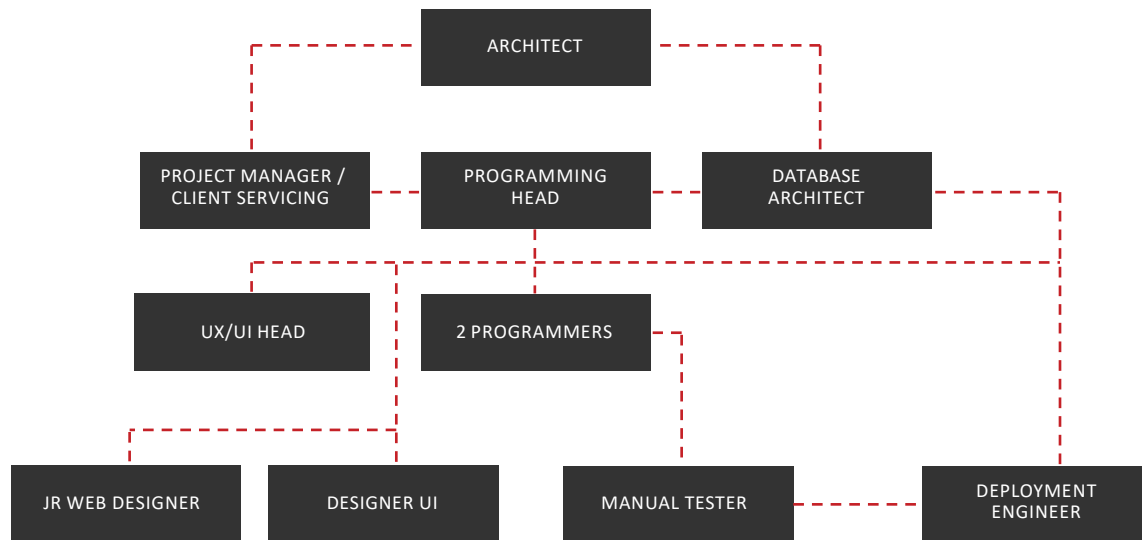 ARCHITECT
PROJECT MANAGER /
CLIENT SERVICING
PROGRAMMING
HEAD
DATABASE
ARCHITECT
UX/UI HEAD
2 PROGRAMMERS
JR WEB DESIGNER
DESIGNER UI
MANUAL TESTER
DEPLOYMENT
ENGINEER